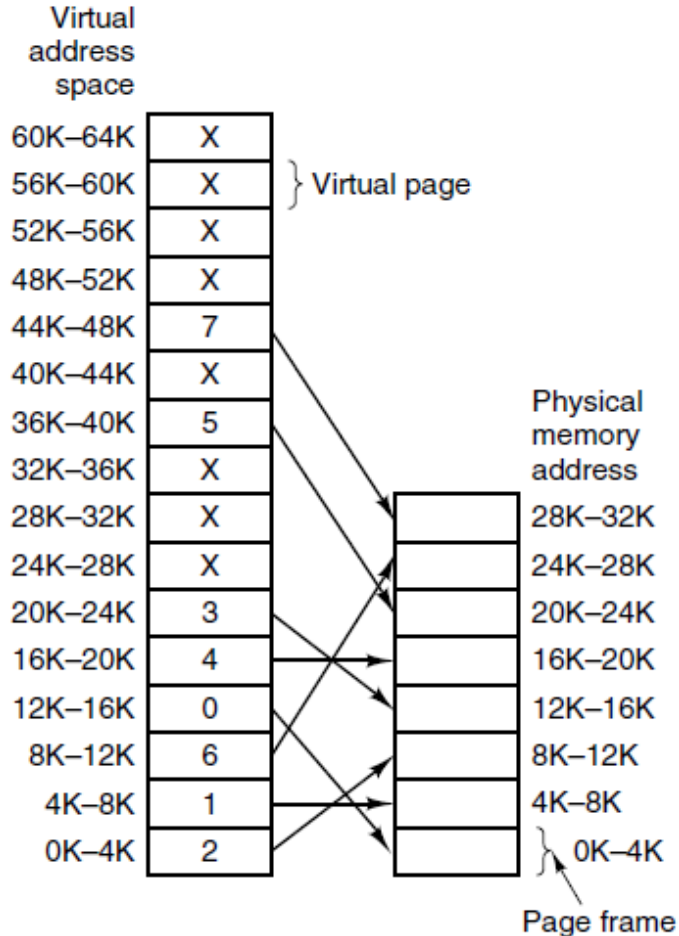 Virtual
address
space
60K–64K X
56K–60K X Virtual page
52K–56K X
48K–52K X
44K–48K 7
40K–44K X
36K–40K 5
32K–36K X
28K–32K X
24K–28K X
20K–24K 3
16K–20K 4
12K–16K 0
8K–12K 6
4K–8K 1
0K–4K 2
Physical
memory
address
28K–32K
24K–28K
20K–24K
16K–20K
12K–16K
8K–12K
4K–8K
0K–4K
Page frame